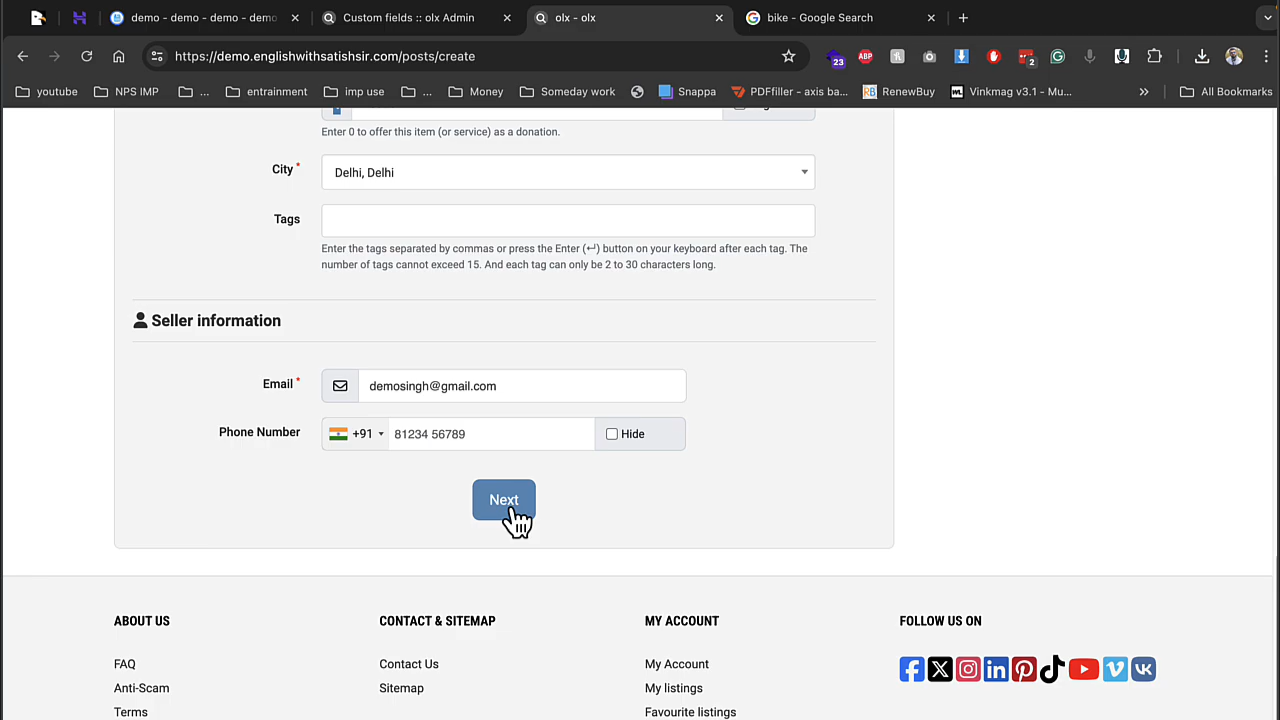 demo - demo - demo - demo
Custom fields :: olx Admin
olx - olx
bike - Google Search
https://demo.englishwithsatishsir.com/posts/create
23
ABP
2
youtube
NPS IMP
...
entrainment
imp use
...
Money
Someday work
Snappa
PDFfiller - axis ba...
RenewBuy
Vinkmag v3.1 - Mu...
All Bookmarks
Enter 0 to offer this item (or service) as a donation.
City *
Delhi, Delhi
Tags
Enter the tags separated by commas or press the Enter (↵) button on your keyboard after each tag. The
number of tags cannot exceed 15. And each tag can only be 2 to 30 characters long.
Seller information
Email *
demosingh@gmail.com
Phone Number
+91
81234 56789
Hide
Next
ABOUT US
CONTACT & SITEMAP
MY ACCOUNT
FOLLOW US ON
FAQ
Contact Us
My Account
Anti-Scam
Sitemap
My listings
Terms
Favourite listings